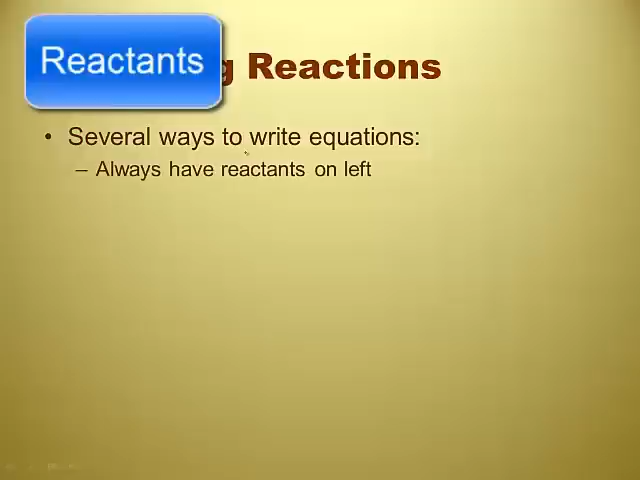 Reactants
g Reactions
• Several ways to write equations:
– Always have reactants on left